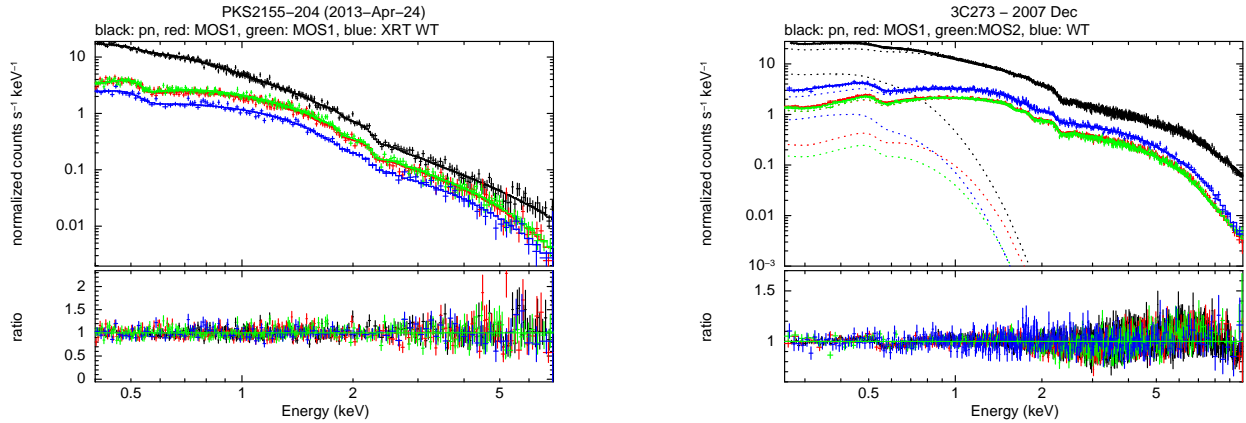 PKS2155−204 (2013−Apr−24)
black: pn, red: MOS1, green: MOS1, blue: XRT WT
normalized counts s⁻¹ keV⁻¹
10
1
0.1
0.01
ratio
2
1.5
1
0.5
0
0.5
1
2
5
Energy (keV)
3C273 − 2007 Dec
black: pn, red: MOS1, green:MOS2, blue: WT
normalized counts s⁻¹ keV⁻¹
10
1
0.1
0.01
10⁻³
ratio
1.5
1
0.5
1
2
5
Energy (keV)